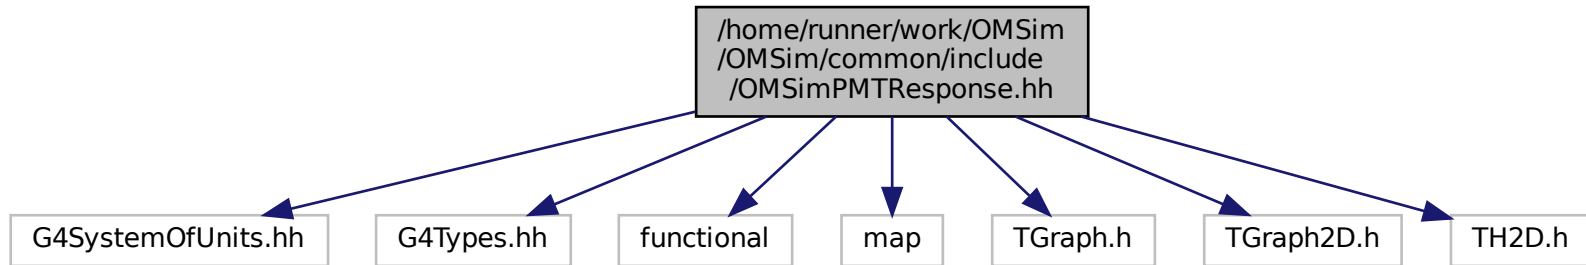 /home/runner/work/OMSim
/OMSim/common/include
/OMSimPMTResponse.hh
G4SystemOfUnits.hh
G4Types.hh
functional
map
TGraph.h
TGraph2D.h
TH2D.h